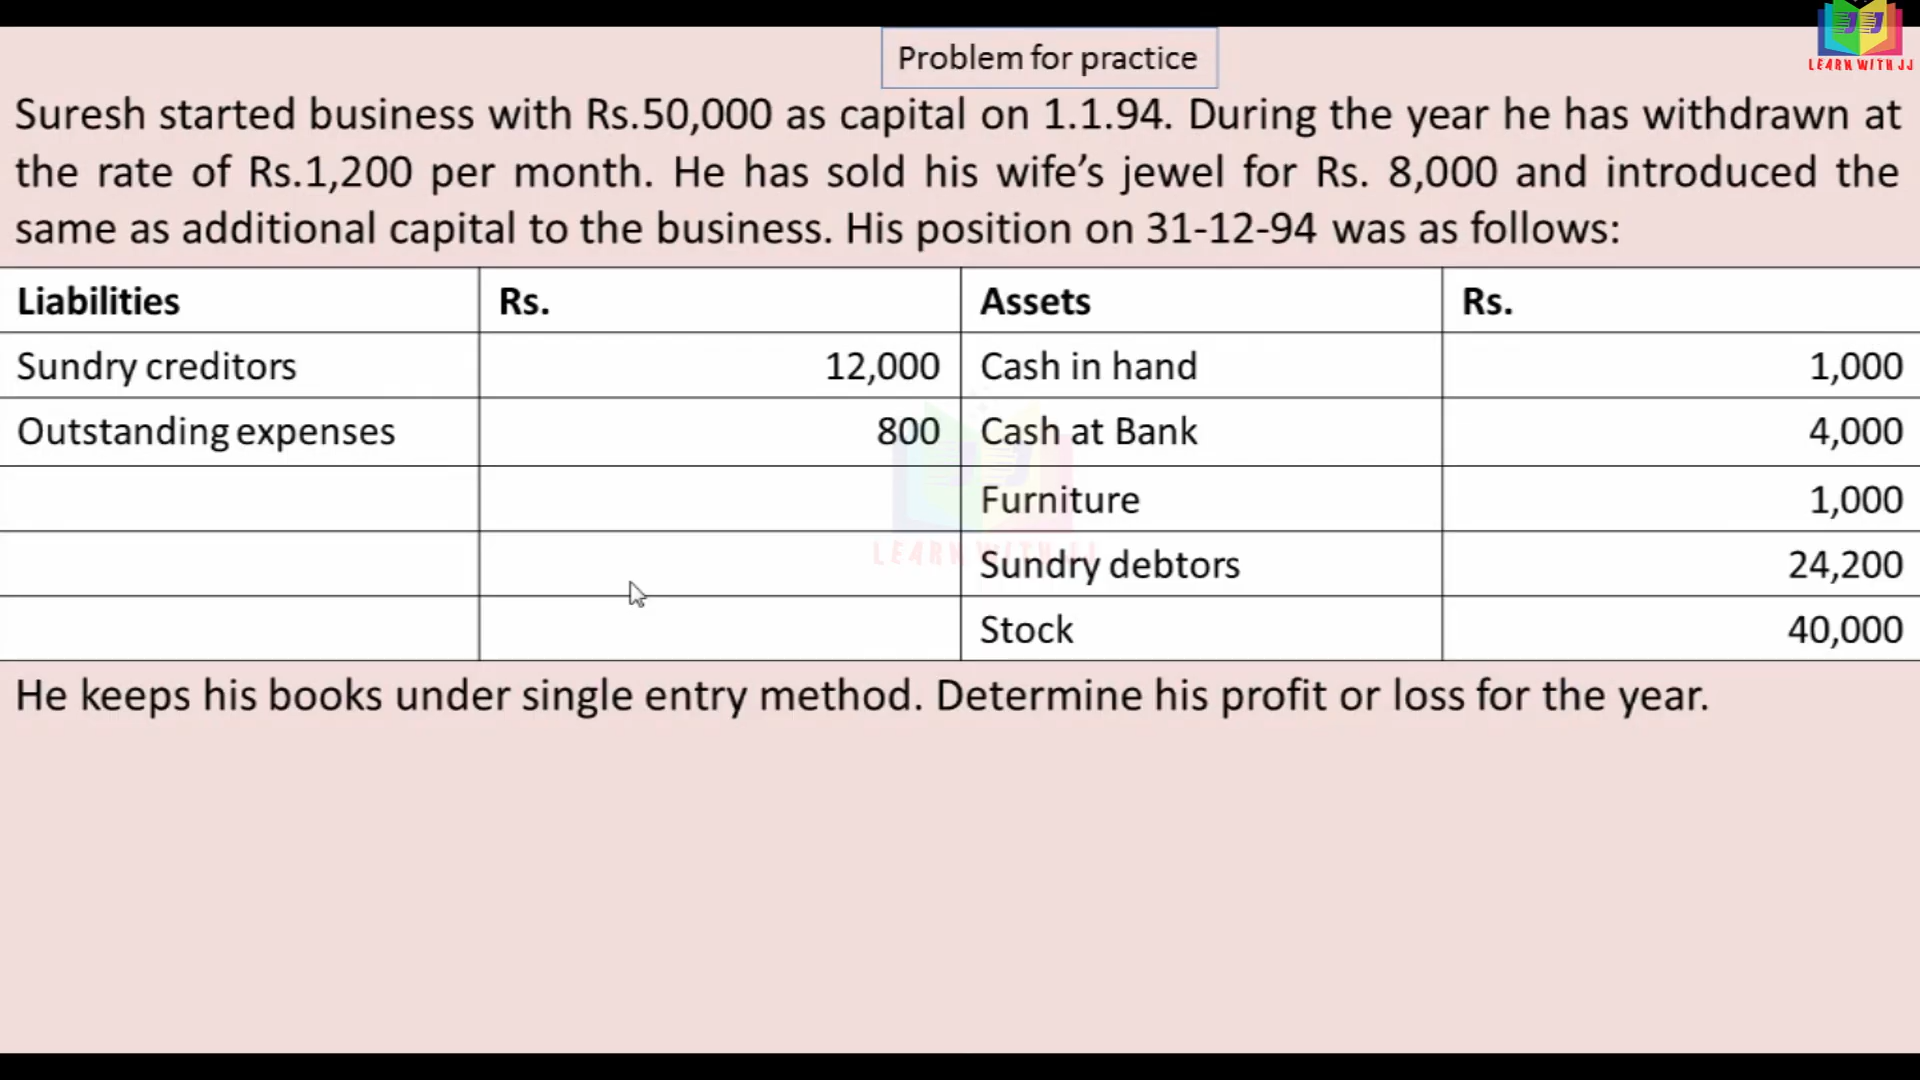 Problem for practice
LEARN WITH JJ
Suresh started business with Rs.50,000 as capital on 1.1.94. During the year he has withdrawn at
the rate of Rs.1,200 per month. He has sold his wife's jewel for Rs. 8,000 and introduced the
same as additional capital to the business. His position on 31-12-94 was as follows:
Liabilities Rs. Assets Rs.
Sundry creditors 12,000 Cash in hand 1,000
Outstanding expenses 800 Cash at Bank 4,000
Furniture 1,000
LEARN WITH JJ
Sundry debtors 24,200
Stock 40,000
He keeps his books under single entry method. Determine his profit or loss for the year.